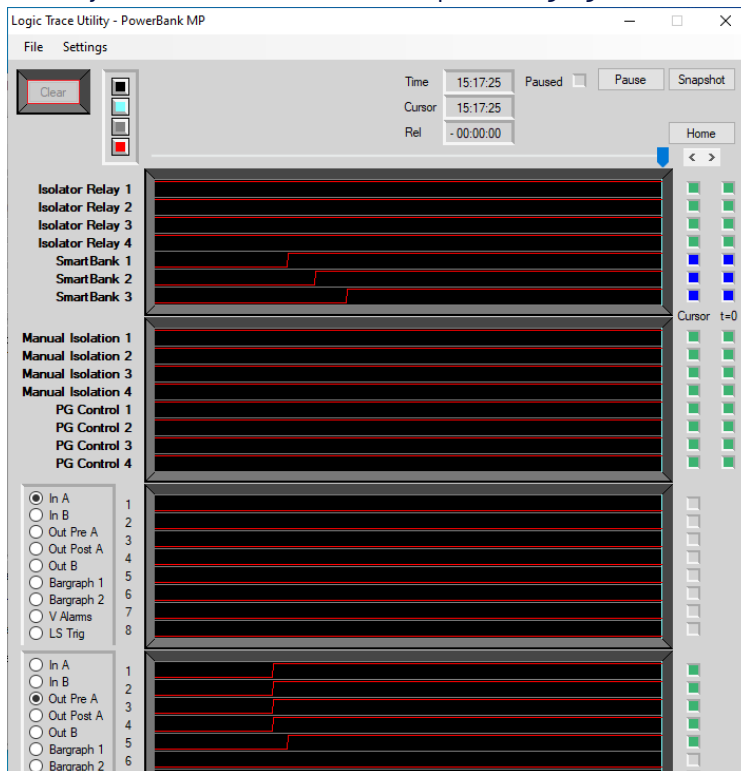 Logic Trace Utility - PowerBank MP
File Settings
Clear
Time 15:17:25 Paused Pause Snapshot
Cursor 15:17:25
Rel - 00:00:00 Home
< >
Isolator Relay 1
Isolator Relay 2
Isolator Relay 3
Isolator Relay 4
SmartBank 1
SmartBank 2
SmartBank 3
Cursor t=0
Manual Isolation 1
Manual Isolation 2
Manual Isolation 3
Manual Isolation 4
PG Control 1
PG Control 2
PG Control 3
PG Control 4
In A 1
In B 2
Out Pre A 3
Out Post A 4
Out B 5
Bargraph 1 6
Bargraph 2 7
V Alarms 8
LS Trig
In A 1
In B 2
Out Pre A 3
Out Post A 4
Out B 5
Bargraph 1 6
Bargraph 2